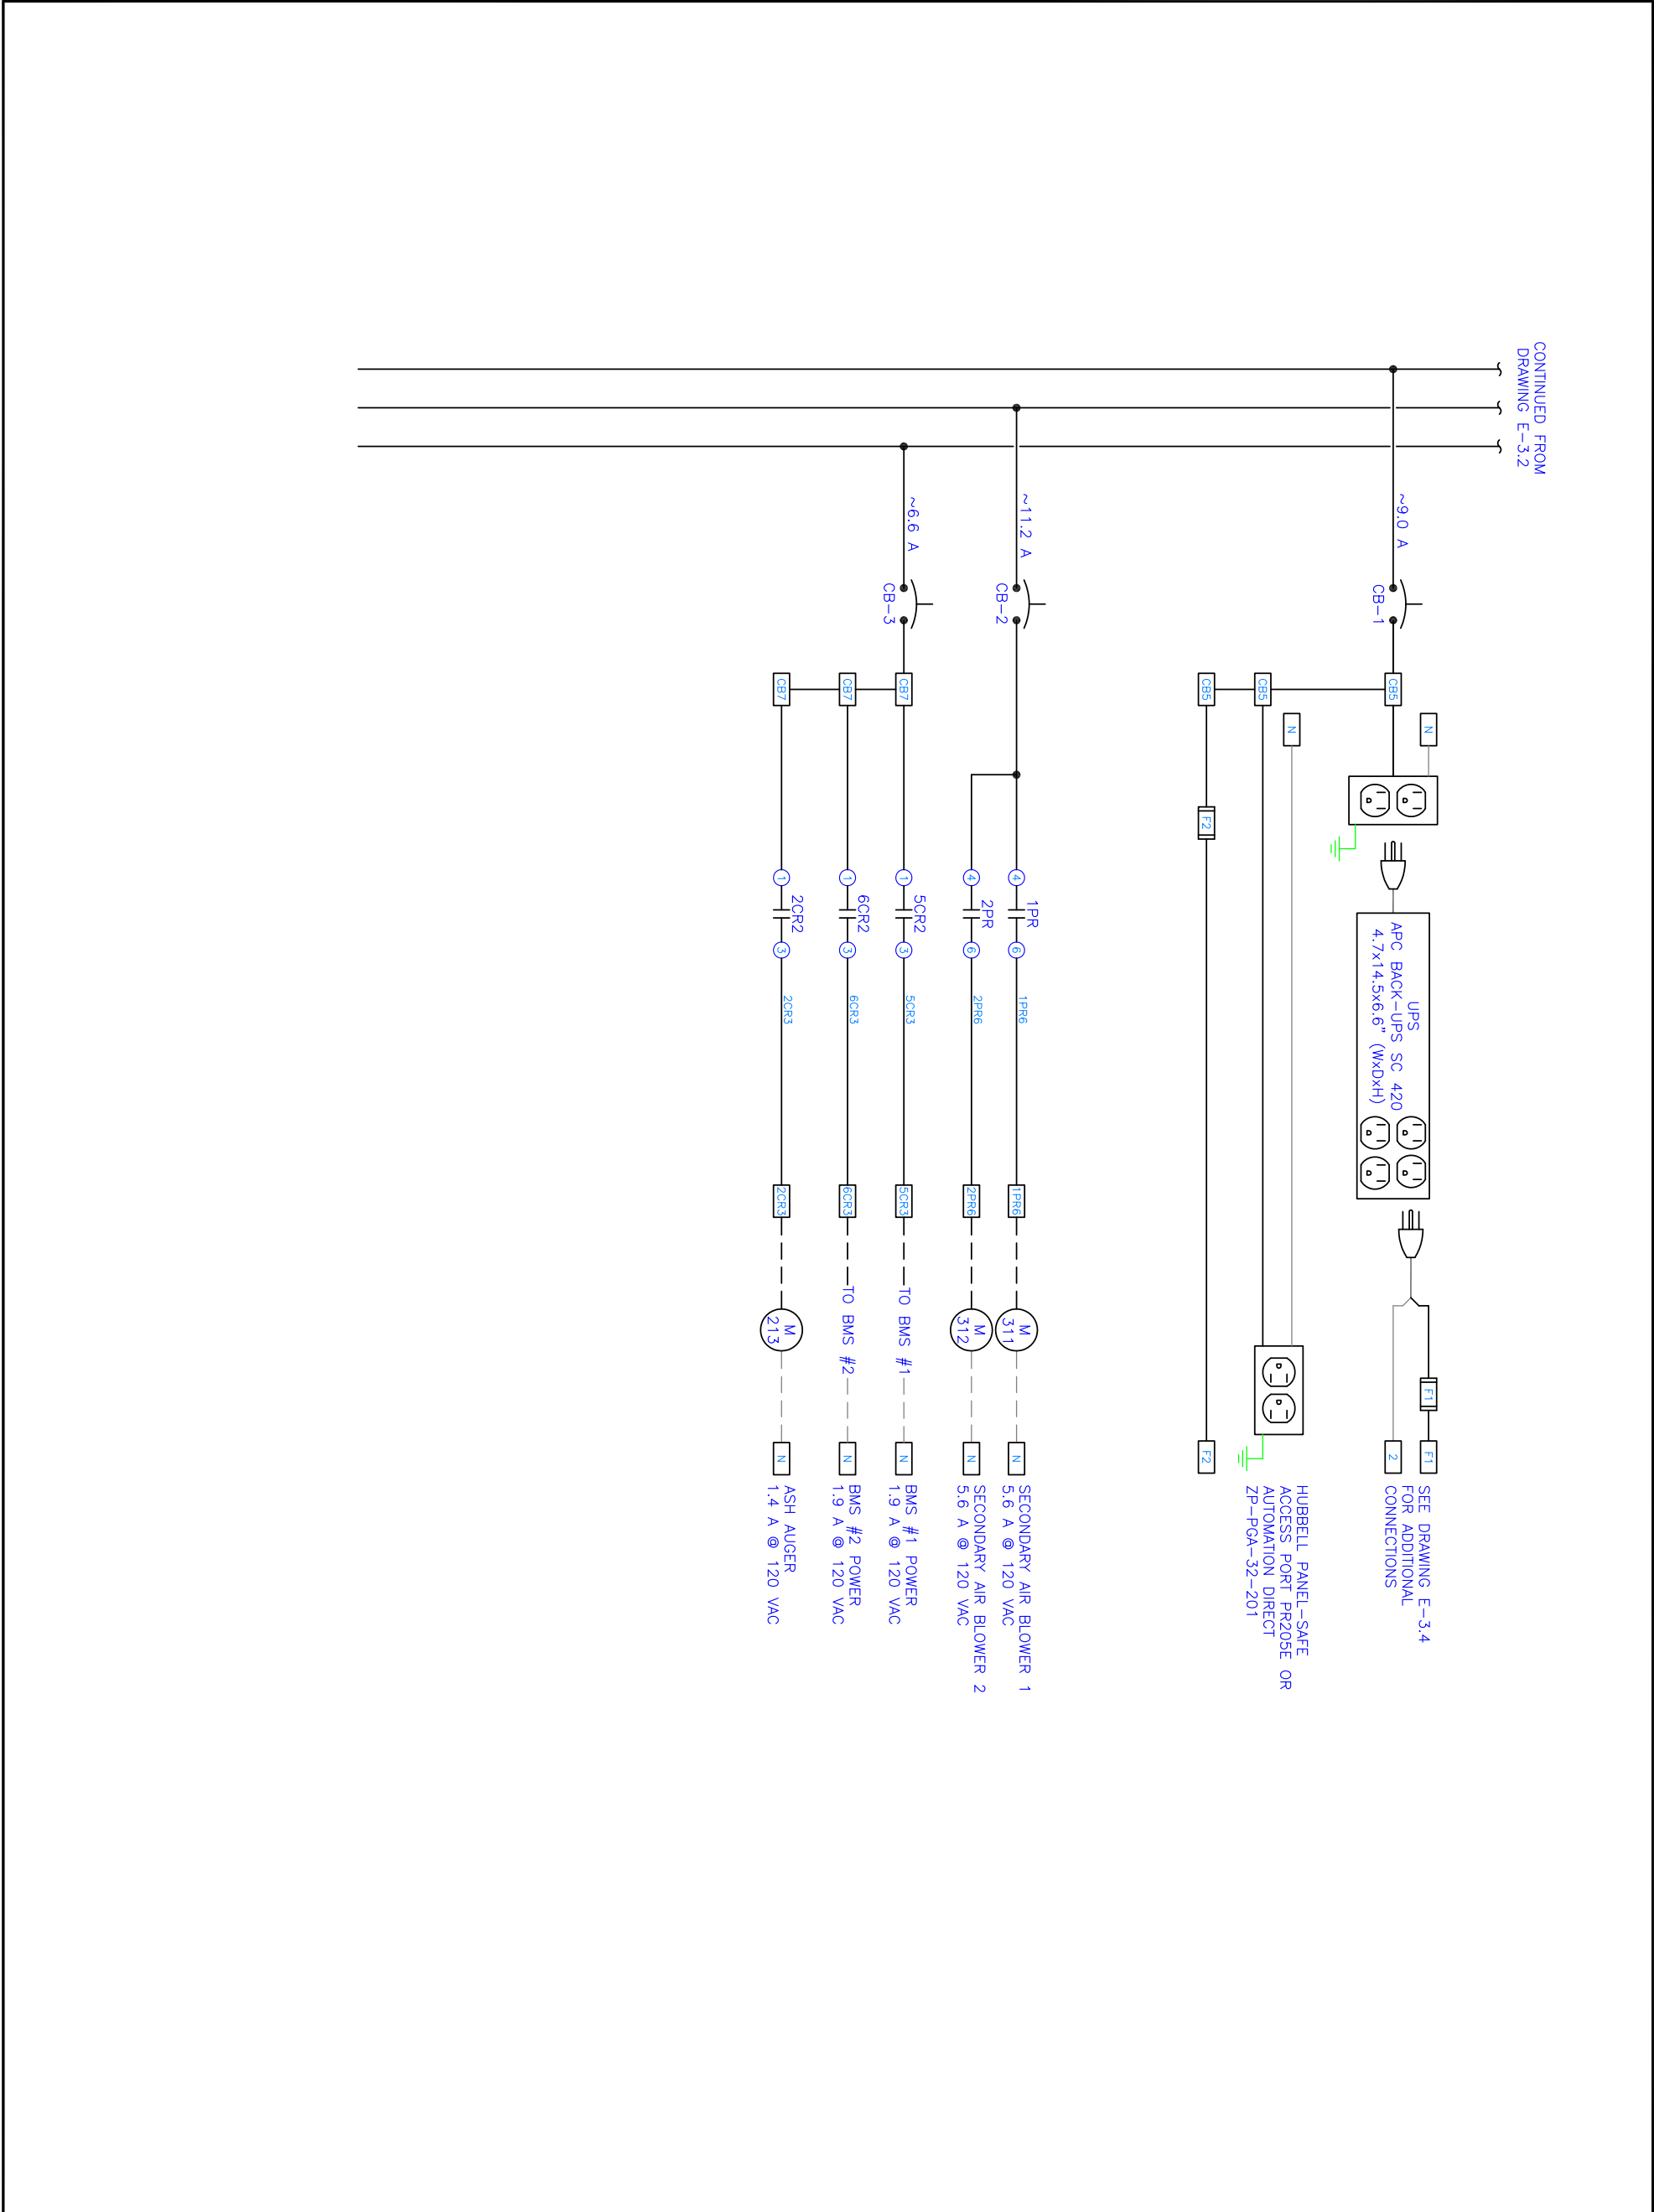 CONTINUED FROM
DRAWING E-3.2
~9.0 A
CB-1
CB5
N
UPS
APC BACK-UPS SC 420
4.7x14.5x6.6" (WxDxH)
F1
F1
2
SEE DRAWING E-3.4
FOR ADDITIONAL
CONNECTIONS
N
CB5
HUBBELL PANEL-SAFE
ACCESS PORT PR205E OR
AUTOMATION DIRECT
ZP-PGA-32-201
CB5
F2
F2
~11.2 A
CB-2
4
1PR
6
1PR6
1PR6
M
311
N
SECONDARY AIR BLOWER 1
5.6 A @ 120 VAC
4
2PR
6
2PR6
2PR6
M
312
N
SECONDARY AIR BLOWER 2
5.6 A @ 120 VAC
~6.6 A
CB-3
CB7
1
5CR2
3
5CR3
5CR3
TO BMS #1
N
BMS #1 POWER
1.9 A @ 120 VAC
CB7
1
6CR2
3
6CR3
6CR3
TO BMS #2
N
BMS #2 POWER
1.9 A @ 120 VAC
CB7
1
2CR2
3
2CR3
2CR3
M
213
N
ASH AUGER
1.4 A @ 120 VAC